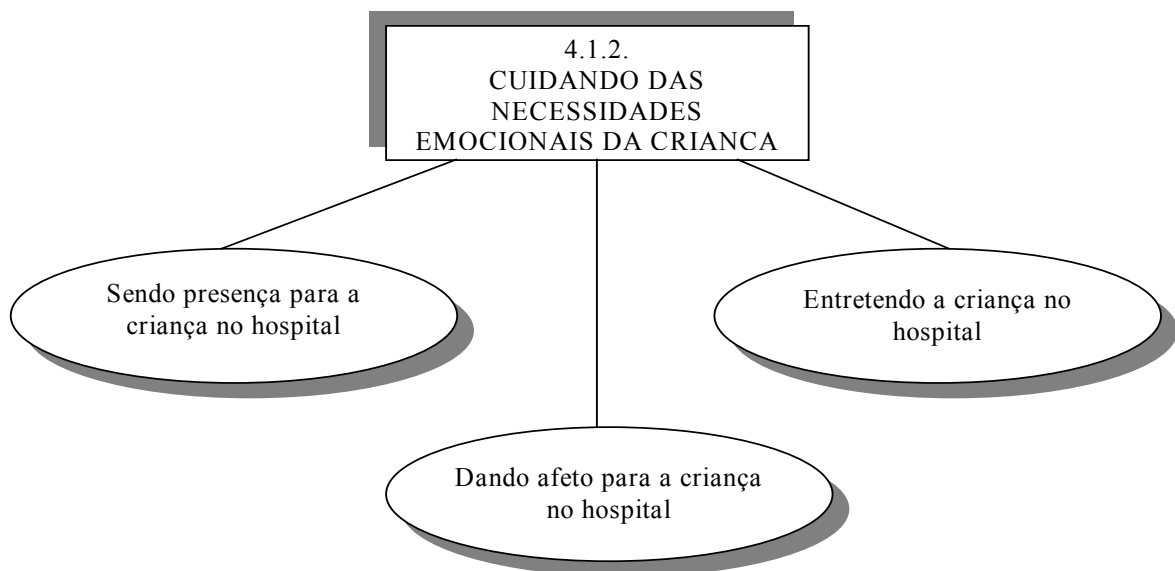 4.1.2.
CUIDANDO DAS
NECESSIDADES
EMOCIONAIS DA CRIANCA
Sendo presença para a
criança no hospital
Entretendo a criança no
hospital
Dando afeto para a criança
no hospital